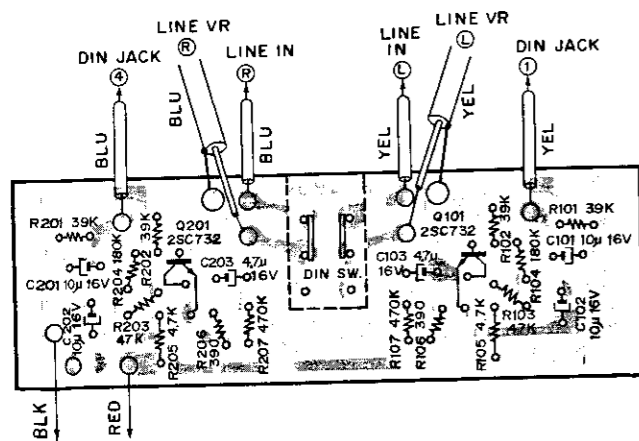 LINE VR
R
LINE IN
R
DIN JACK
4
BLU
BLU
BLU
LINE VR
L
LINE
IN
L
DIN JACK
1
YEL
YEL
YEL
R201 39K
C201 10μ 16V
R204 180K
R202 39K
Q201
2SC732
C203 4.7μ
16V
C202
10μ 16V
R203
47K
R205 4.7K
R206
390
R207 470K
DIN SW.
Q101
2SC732
C103 4.7μ
16V
R102 39K
R101 39K
R104 180K
C101 10μ 16V
R107 470K
R106 390
R105 4.7K
R103
47K
C102
10μ 16V
BLK
RED